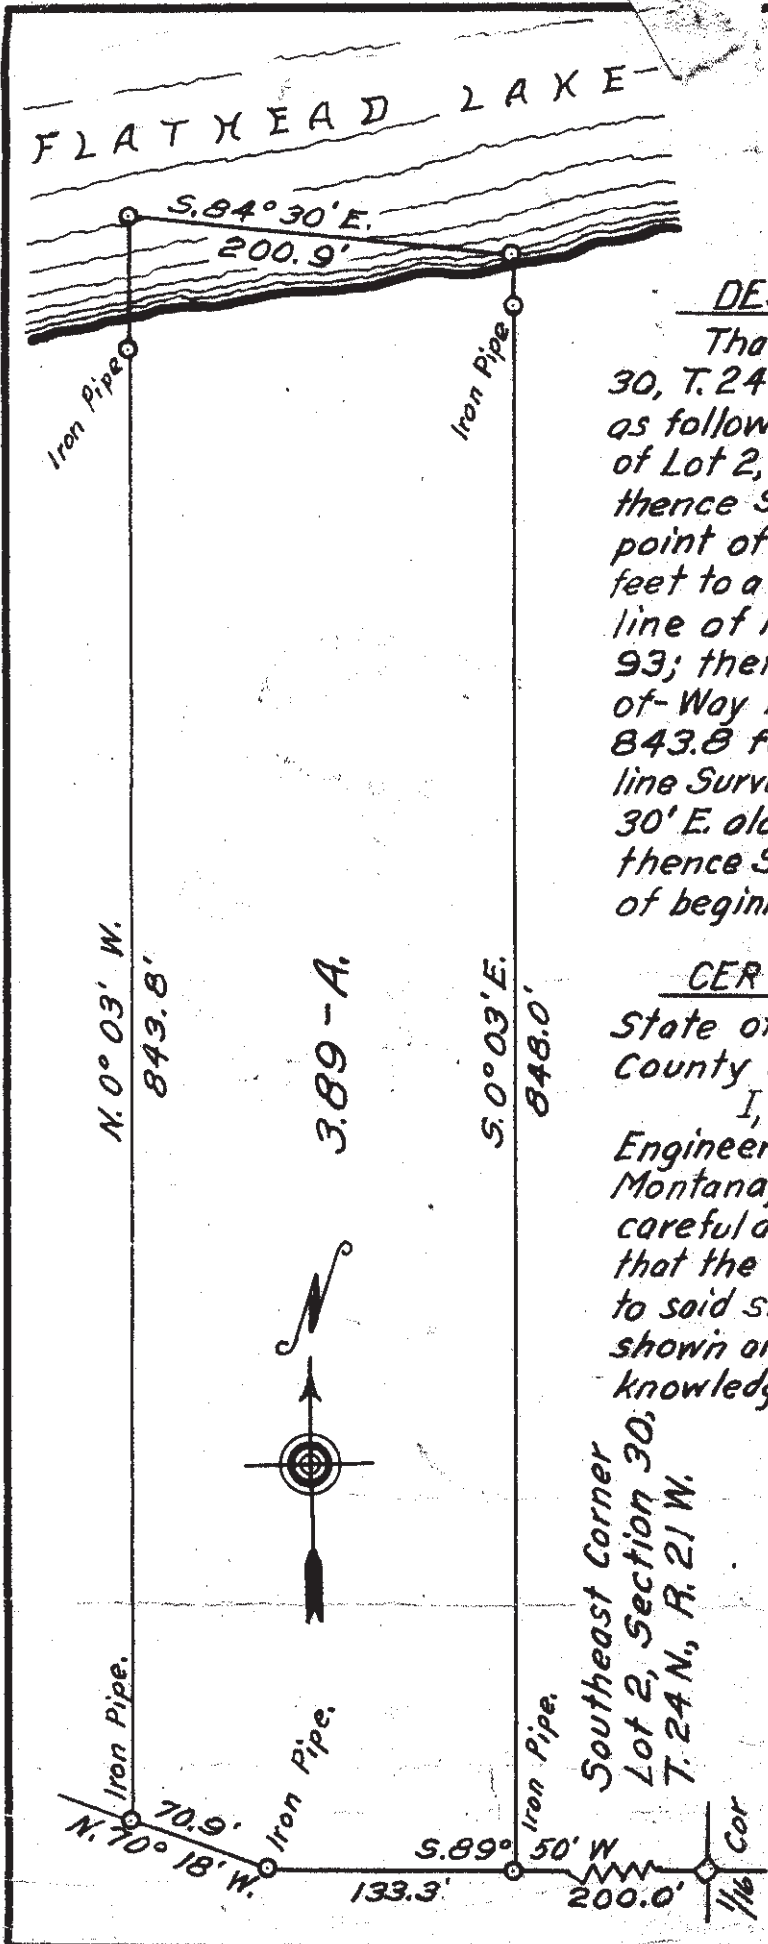 FLATHEAD LAKE
S. 84° 30' E.
200.9'
Iron Pipe
Iron Pipe
N. 0° 03' W.
843.8'
3.89-A.
S. 0° 03' E.
848.0'
N
Iron Pipe.
Iron Pipe.
Iron Pipe.
70.9'
N. 70° 18' W.
S. 89° 50' W
133.3'
200.0'
1/16 Cor
Southeast Corner
Lot 2, Section 30,
T. 24 N., R. 21 W.
DES
Tha
30, T. 24
as follow
of Lot 2,
thence S
point of
feet to a
line of
93; the
of-Way
843.8 f
line Surv
30' E. alo
thence S
of begin
CER
State of
County
I,
Engineer
Montana,
careful
that the
to said s
shown a
knowledg